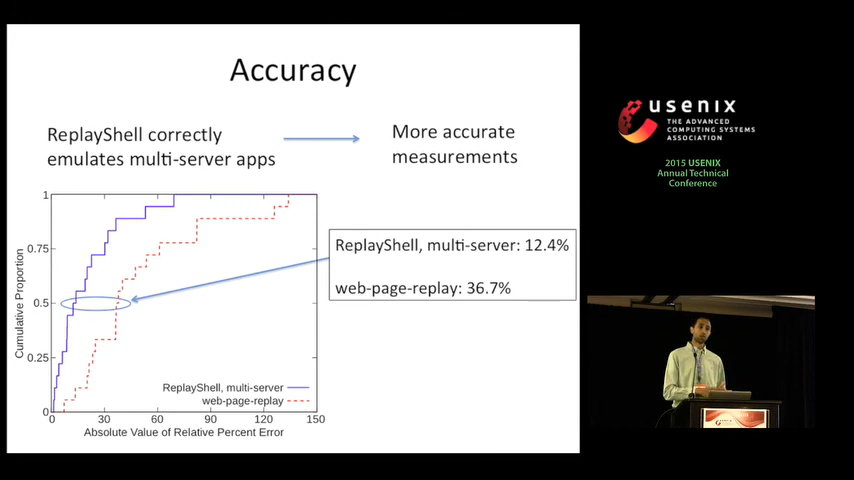 Accuracy
ReplayShell correctly
emulates multi-server apps
More accurate
measurements
1
0.75
0.5
0.25
0
0
30
60
90
120
150
Cumulative Proportion
Absolute Value of Relative Percent Error
ReplayShell, multi-server
web-page-replay
ReplayShell, multi-server: 12.4%
web-page-replay: 36.7%
usenix
THE ADVANCED
COMPUTING SYSTEMS
ASSOCIATION
2015 USENIX
Annual Technical
Conference